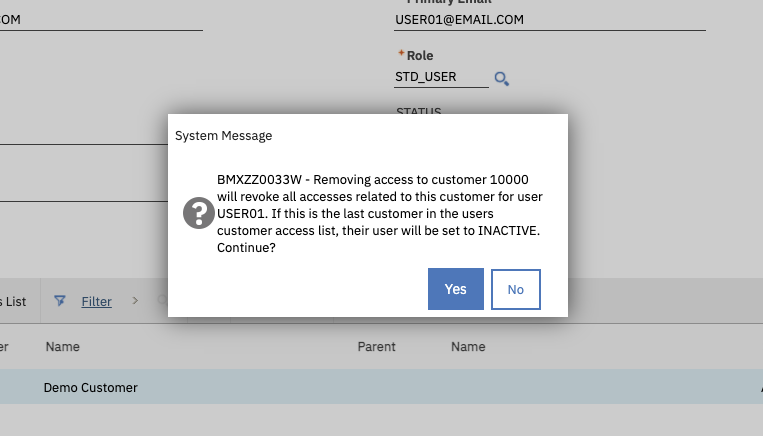 Primary Email
COM
USER01@EMAIL.COM
* Role
STD_USER
STATUS
System Message
BMXZZ0033W - Removing access to customer 10000
will revoke all accesses related to this customer for user
USER01. If this is the last customer in the users
customer access list, their user will be set to INACTIVE.
Continue?
Yes
No
s List
Filter
er
Name
Parent
Name
Demo Customer